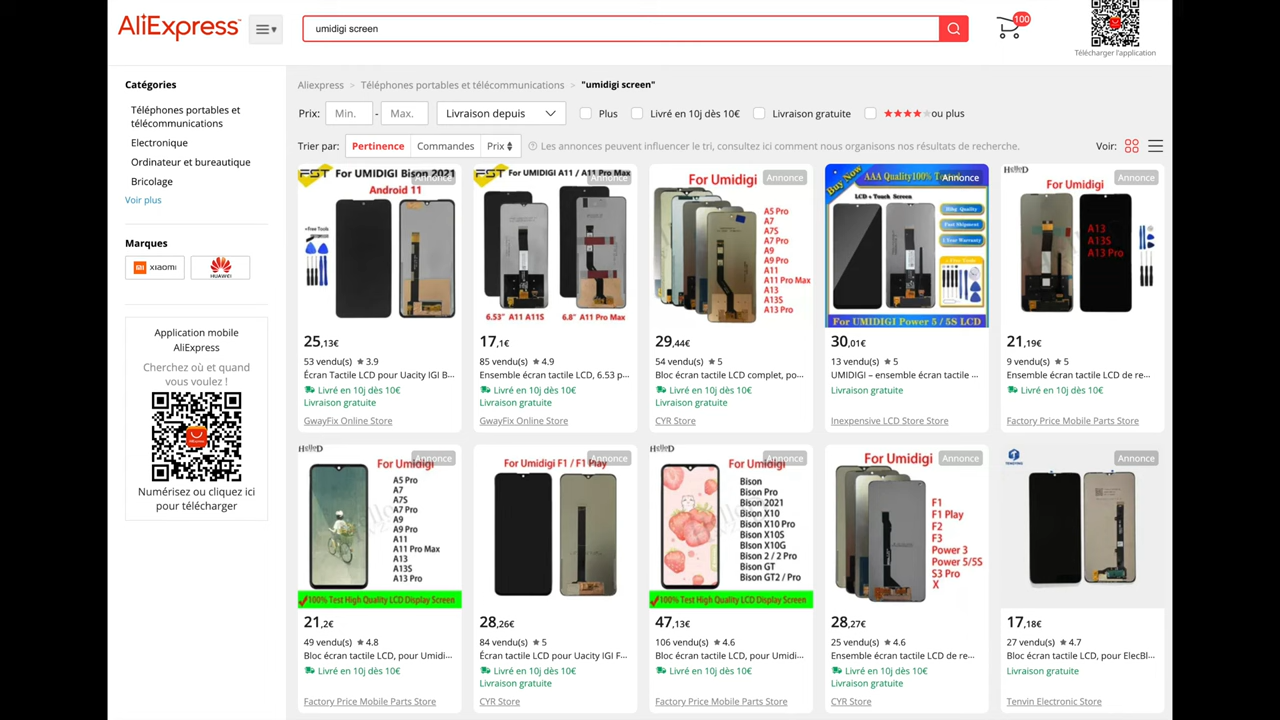 AliExpress™
umidigi screen
100
Télécharger l'application
Catégories
Téléphones portables et
télécommunications
Electronique
Ordinateur et bureautique
Bricolage
Voir plus
Marques
xiaomi
HUAWEI
Application mobile
AliExpress
Cherchez où et quand
vous voulez !
Numérisez ou cliquez ici
pour télécharger
Aliexpress > Téléphones portables et télécommunications > "umidigi screen"
Prix: Min. - Max. Livraison depuis Plus Livré en 10j dès 10€ Livraison gratuite ou plus
Trier par: Pertinence Commandes Prix Les annonces peuvent influencer le tri, consultez ici comment nous organisons nos résultats de recherche. Voir:
FST For UMIDIGI Bison 2021
Annonce
Android 11
+Free Tools
25,13€
53 vendu(s) ★ 3.9
Écran Tactile LCD pour Uacity IGI B...
Livré en 10j dès 10€
Livraison gratuite
GwayFix Online Store
FST For UMIDIGI A11 / A11 Pro Max
Annonce
6.53" A11 A11S 6.8" A11 Pro Max
17,1€
85 vendu(s) ★ 4.9
Ensemble écran tactile LCD, 6.53 p...
Livré en 10j dès 10€
Livraison gratuite
GwayFix Online Store
For Umidigi
Annonce
A5 Pro
A7
A7S
A7 Pro
A9
A9 Pro
A11
A11 Pro Max
A13
A13S
A13 Pro
29,44€
54 vendu(s) ★ 5
Bloc écran tactile LCD complet, po...
Livré en 10j dès 10€
Livraison gratuite
CYR Store
Buy Now
AAA Quality100%
Annonce
LCD + Touch Screen
High Quality
Fast Shipment
1 Year Warranty
For UMIDIGI Power 5 / 5S LCD
30,01€
13 vendu(s) ★ 5
UMIDIGI – ensemble écran tactile ...
Livraison gratuite
Inexpensive LCD Store Store
HelloD
Annonce
For Umidigi
A13
A13S
A13 Pro
21,19€
9 vendu(s) ★ 5
Ensemble écran tactile LCD de re...
Livré en 10j dès 10€
Factory Price Mobile Parts Store
HelloD
Annonce
For Umidigi
A5 Pro
A7
A7S
A7 Pro
A9
A9 Pro
A11
A11 Pro Max
A13
A13S
A13 Pro
100% Test High Quality LCD Display Screen
21,2€
49 vendu(s) ★ 4.8
Bloc écran tactile LCD, pour Umidi...
Livré en 10j dès 10€
Factory Price Mobile Parts Store
For Umidigi F1 / F1 Play
Annonce
28,26€
84 vendu(s) ★ 5
Écran tactile LCD pour Uacity IGI F...
Livré en 10j dès 10€
Livraison gratuite
CYR Store
HelloD
Annonce
For Umidigi
Bison
Bison Pro
Bison 2021
Bison X10
Bison X10 Pro
Bison X10S
Bison X10G
Bison 2 / 2 Pro
Bison GT
Bison GT2 / Pro
100% Test High Quality LCD Display Screen
47,13€
106 vendu(s) ★ 4.6
Bloc écran tactile LCD, pour Umidi...
Livré en 10j dès 10€
Factory Price Mobile Parts Store
For Umidigi
Annonce
F1
F1 Play
F2
F3
Power 3
Power 5/5S
S3 Pro
X
28,27€
25 vendu(s) ★ 4.6
Ensemble écran tactile LCD de re...
Livré en 10j dès 10€
Livraison gratuite
CYR Store
TENVING
Annonce
17,18€
27 vendu(s) ★ 4.7
Bloc écran tactile LCD, pour ElecBl...
Livraison gratuite
Tenvin Electronic Store